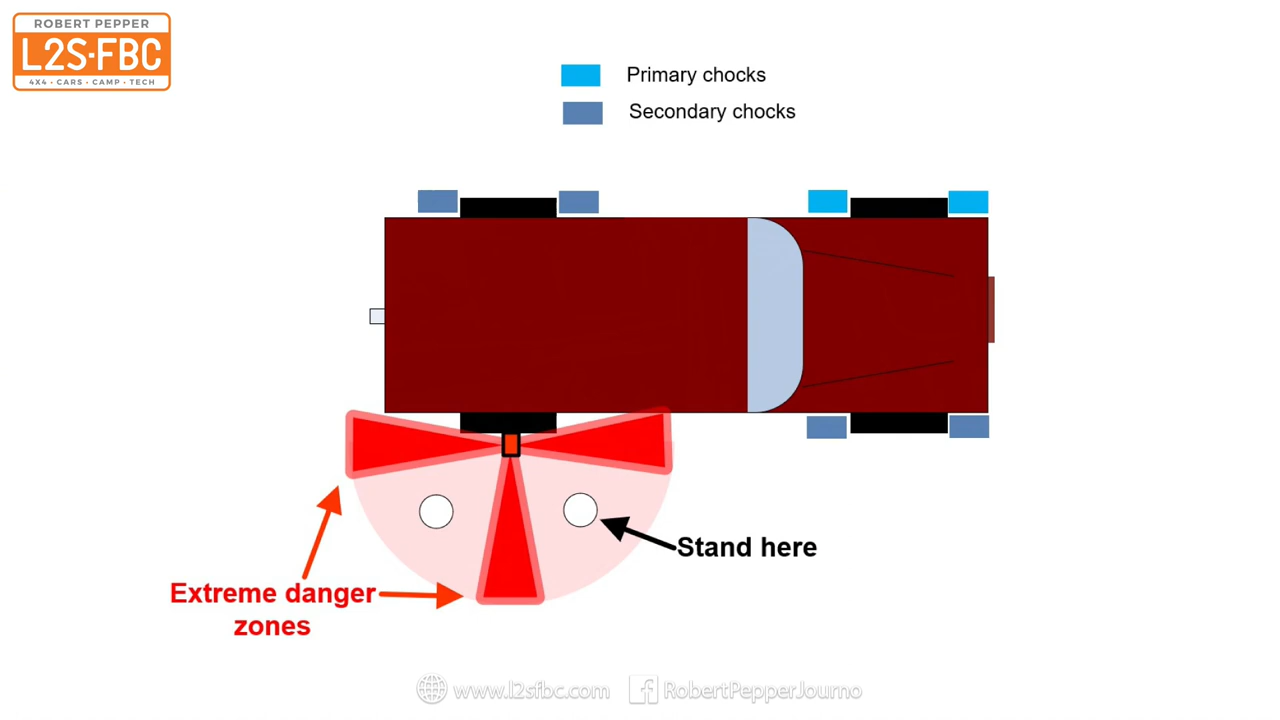 ROBERT PEPPER
L2S·FBC
4X4 • CARS • CAMP • TECH
Primary chocks
Secondary chocks
Stand here
Extreme danger
zones
www.l2sfbc.com
RobertPepperJourno